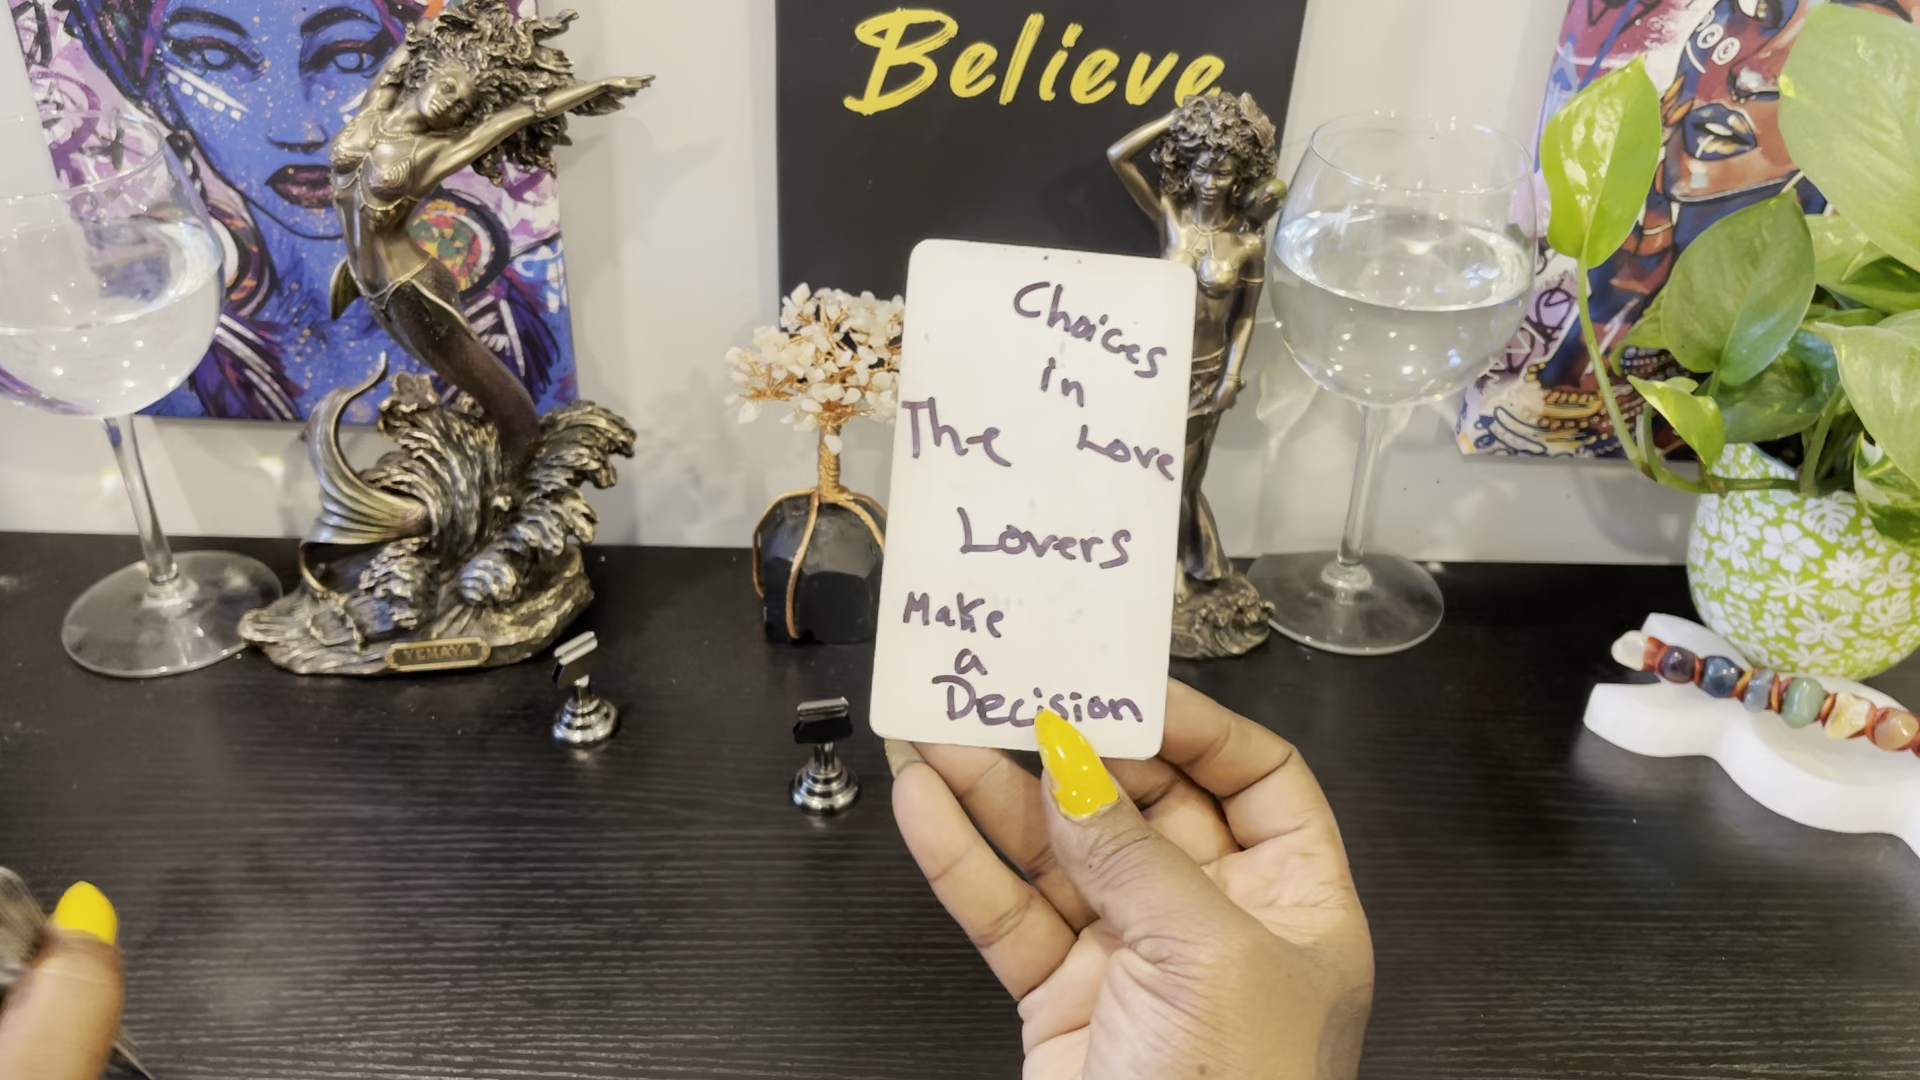 Believe
Choices
in
The Love
Lovers
Make
a
Decision
YEMAYA